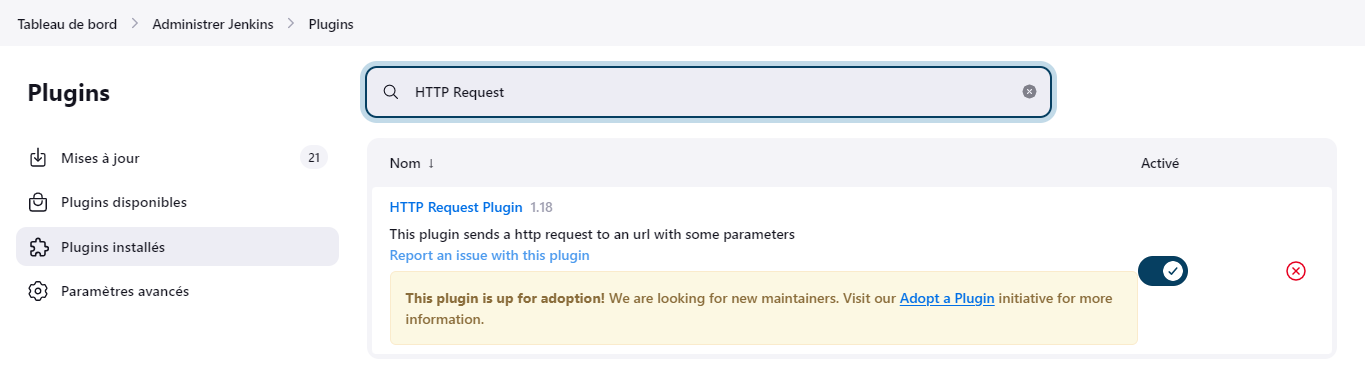 Tableau de bord > Administrer Jenkins > Plugins
Plugins
HTTP Request
Mises à jour 21
Plugins disponibles
Plugins installés
Paramètres avancés
Nom ↓ Activé
HTTP Request Plugin 1.18
This plugin sends a http request to an url with some parameters
Report an issue with this plugin
This plugin is up for adoption! We are looking for new maintainers. Visit our Adopt a Plugin initiative for more
information.